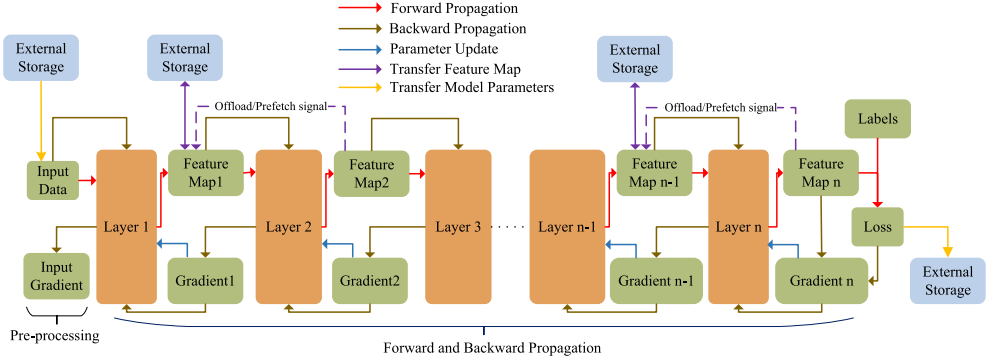 Forward Propagation
Backward Propagation
Parameter Update
Transfer Feature Map
Transfer Model Parameters
External
Storage
External
Storage
External
Storage
Offload/Prefetch signal
Offload/Prefetch signal
Labels
Input
Data
Feature
Map1
Feature
Map2
Feature
Map n-1
Feature
Map n
Layer 1
Layer 2
Layer 3
Layer n-1
Layer n
Loss
Input
Gradient
Gradient1
Gradient2
Gradient n-1
Gradient n
External
Storage
Pre-processing
Forward and Backward Propagation